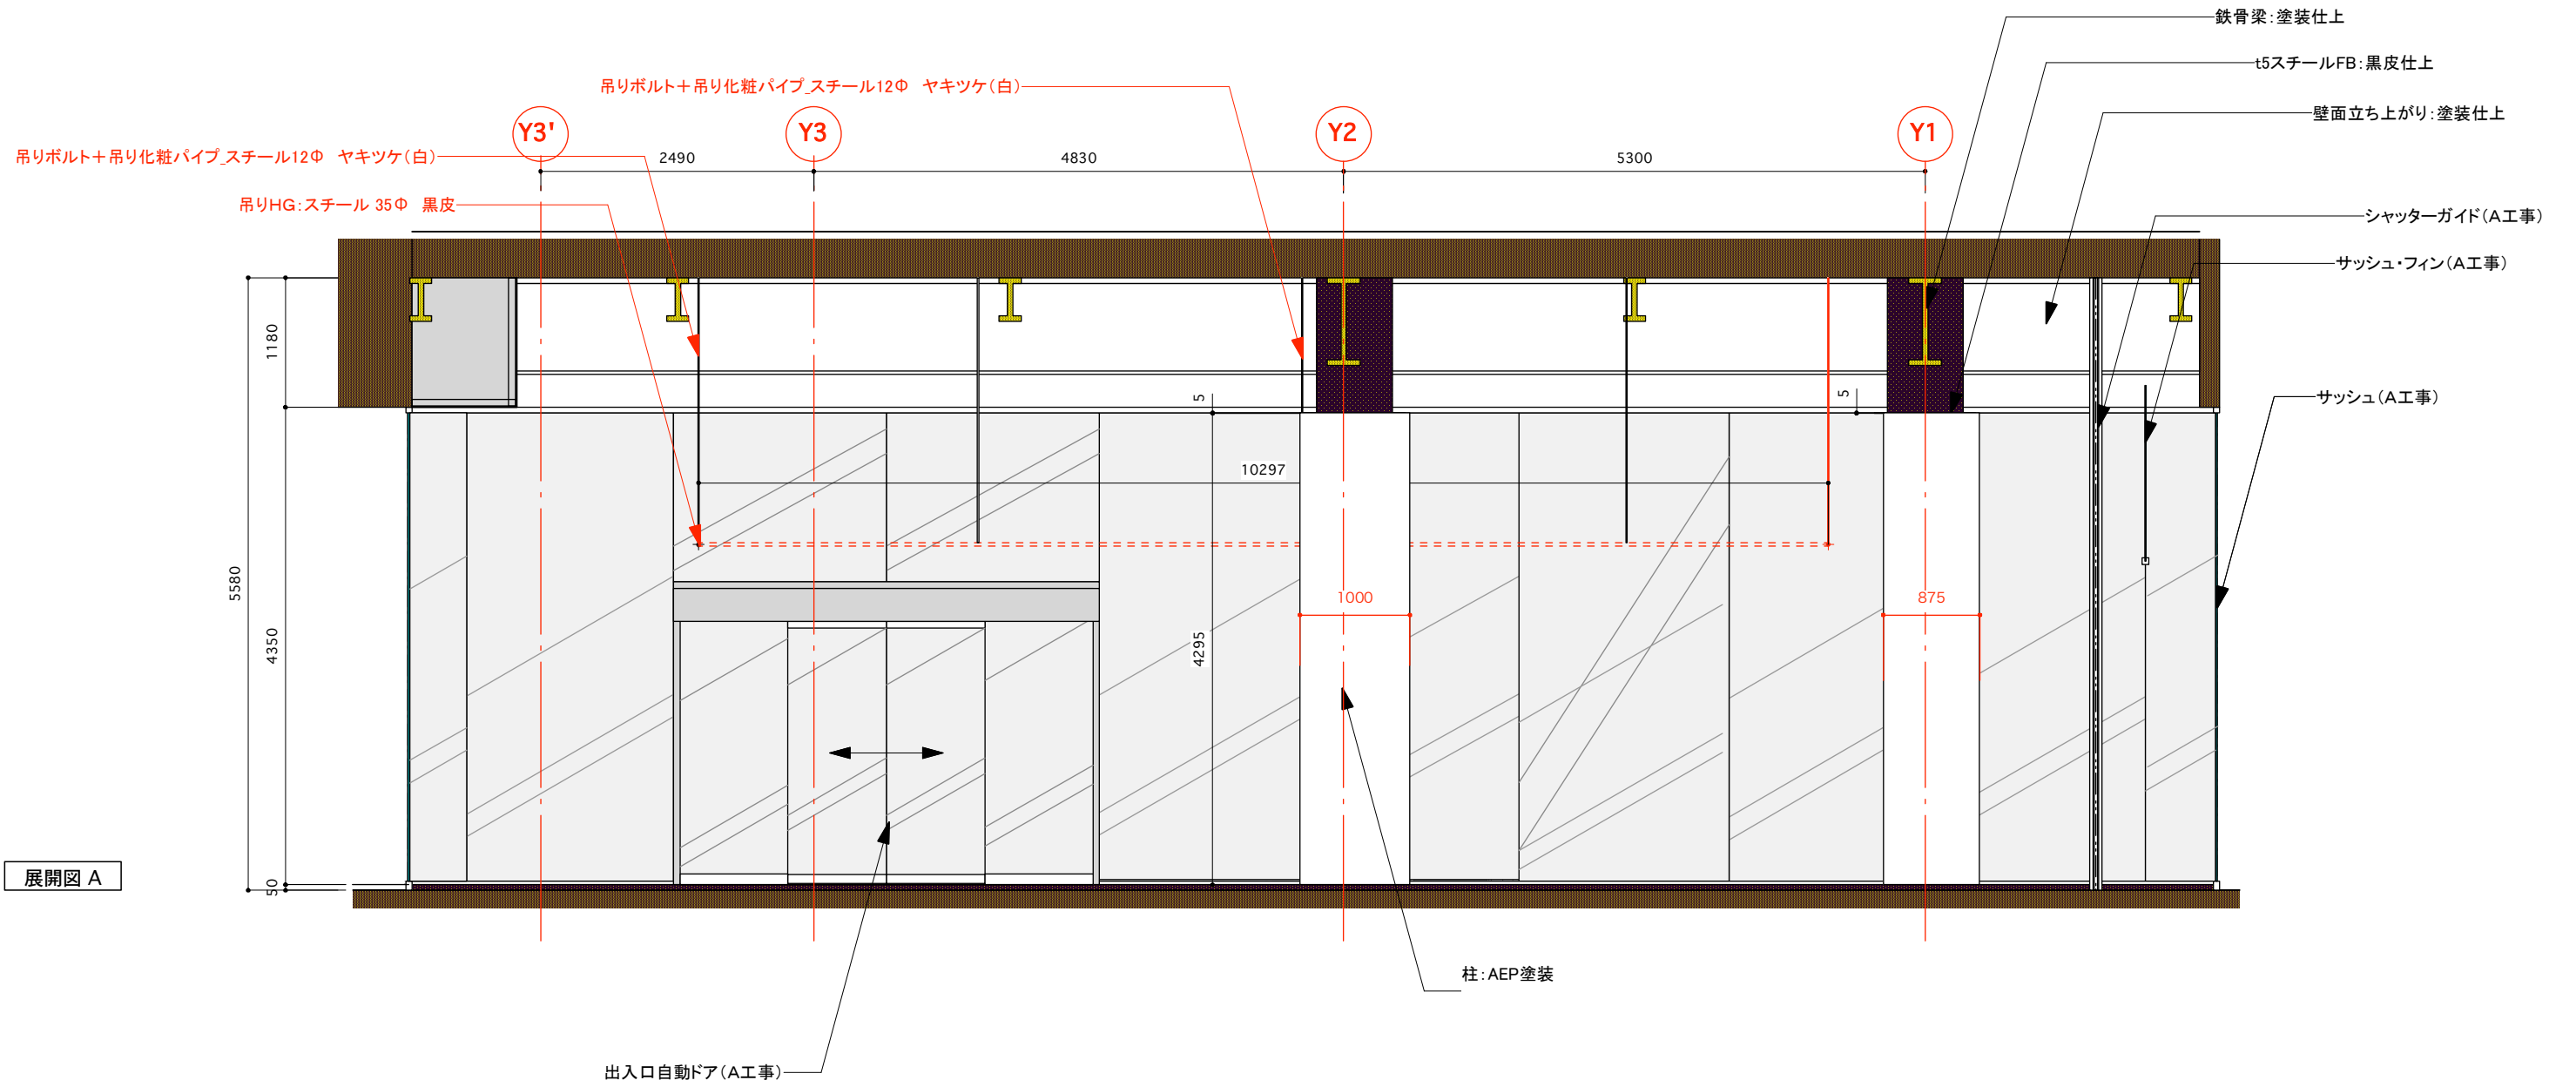 鉄骨梁:塗装仕上
t5スチールFB:黒皮仕上
吊りボルト+吊り化粧パイプ_スチール12Φ ヤキツケ(白)
壁面立ち上がり:塗装仕上
Y3' Y3 Y2 Y1
吊りボルト+吊り化粧パイプ_スチール12Φ ヤキツケ(白)
2490 4830 5300
吊りHG:スチール 35Φ 黒皮
シャッターガイド(A工事)
サッシュ・フィン(A工事)
1180
5 5
サッシュ(A工事)
10297
5580
1000 875
4350 4295
展開図 A
50
柱:AEP塗装
出入口自動ドア(A工事)